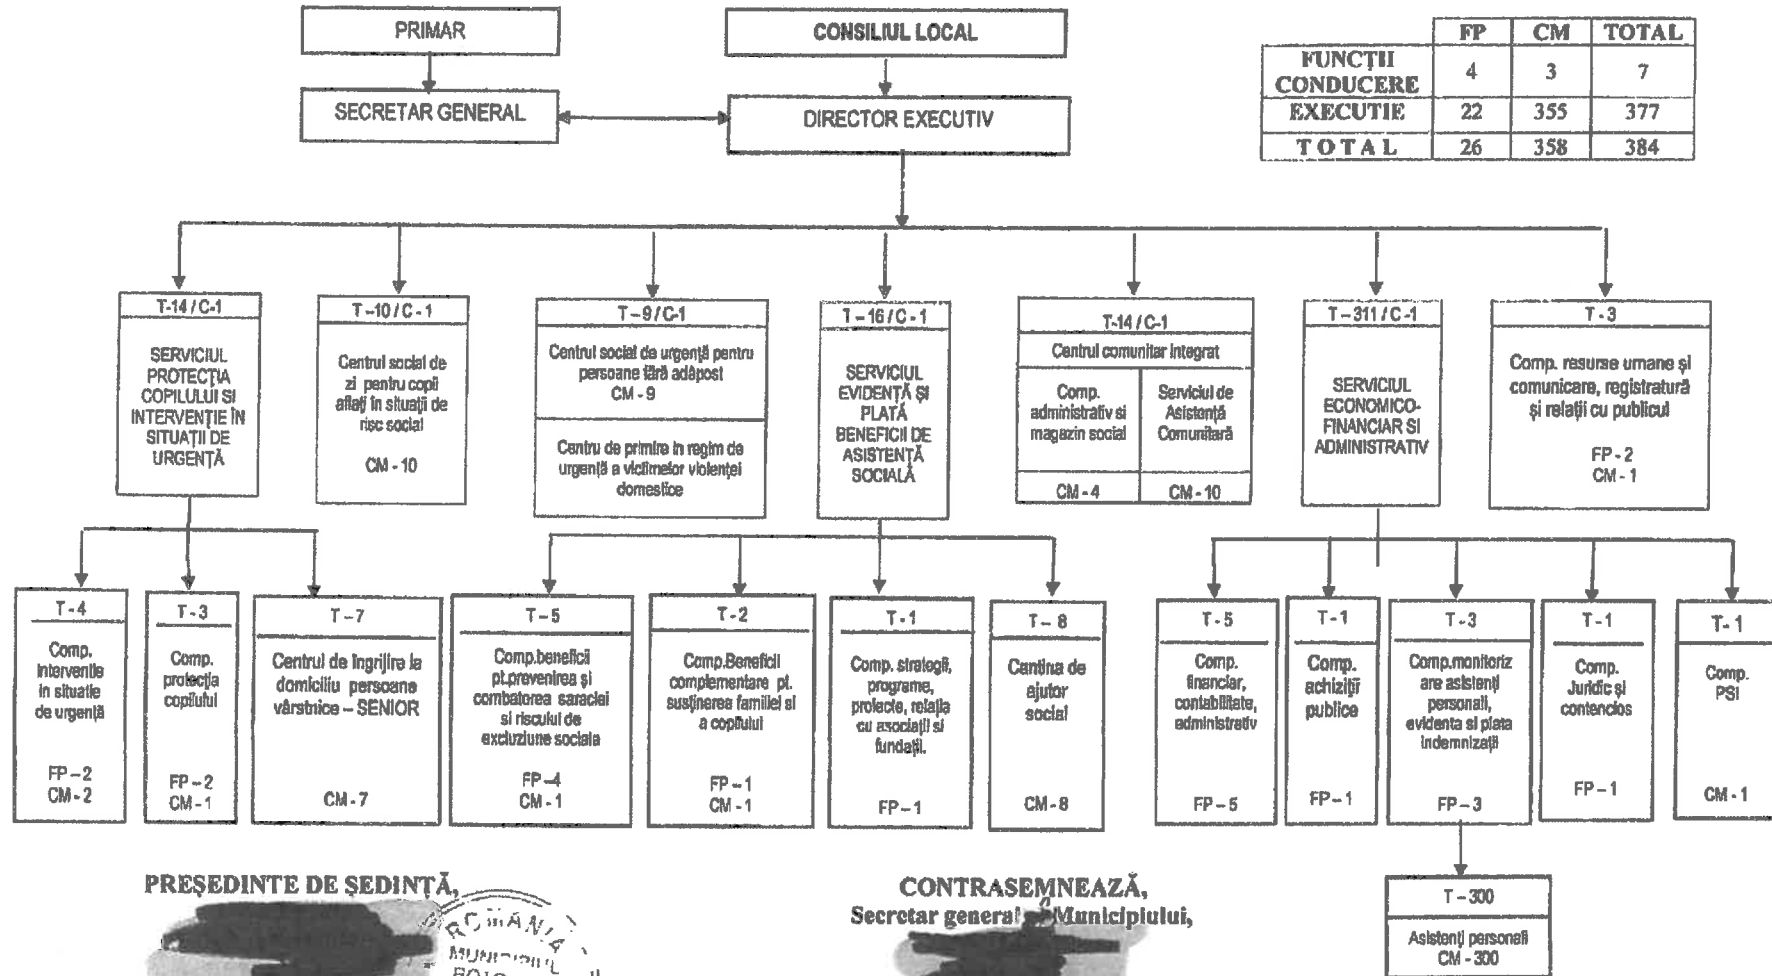 PRIMAR
CONSILIUL LOCAL
SECRETAR GENERAL
DIRECTOR EXECUTIV
FP CM TOTAL
FUNCȚII
CONDUCERE 4 3 7
EXECUTIE 22 355 377
T O T A L 26 358 384
T-14 / C-1
SERVICIUL
PROTECȚIA
COPILULUI SI
INTERVENȚIE ÎN
SITUAȚII DE
URGENȚĂ
T – 10 / C - 1
Centrul social de
zi pentru copii
aflați în situații de
risc social
CM - 10
T – 9 / C-1
Centrul social de urgență pentru
persoane fără adăpost
CM - 9
Centru de primire in regim de
urgență a victimelor violenței
domestice
T – 16 / C - 1
SERVICIUL
EVIDENȚĂ ȘI
PLATĂ
BENEFICII DE
ASISTENȚĂ
SOCIALĂ
T-14 / C-1
Centrul comunitar integrat
Comp.
administrativ si
magazin social
CM - 4
Serviciul de
Asistență
Comunitară
CM - 10
T – 311 / C -1
SERVICIUL
ECONOMICO-
FINANCIAR SI
ADMINISTRATIV
T - 3
Comp. resurse umane și
comunicare, registratură
și relații cu publicul
FP - 2
CM - 1
T - 4
Comp.
interventie
in situatie
de urgență
FP – 2
CM - 2
T - 3
Comp.
protecția
copilului
FP – 2
CM - 1
T – 7
Centrul de îngrijire la
domiciliu persoane
vârstnice – SENIOR
CM - 7
T – 5
Comp.beneficii
pt.prevenirea și
combaterea saraciei
si riscului de
excluziune sociala
FP –4
CM - 1
T - 2
Comp.Beneficii
complementare pt.
susținerea familiei si
a copilului
FP – 1
CM - 1
T - 1
Comp. strategii,
programe,
proiecte, relația
cu asociații si
fundații.
FP – 1
T – 8
Cantina de
ajutor
social
CM - 8
T - 5
Comp.
financiar,
contabilitate,
administrativ
FP – 5
T – 1
Comp.
achiziții
publice
FP – 1
T - 3
Comp.monitoriz
are asistenți
personali,
evidenta si plata
indemnizații
FP – 3
T – 1
Comp.
Juridic și
contencios
FP – 1
T - 1
Comp.
PSI
CM - 1
T – 300
Asistenți personali
CM - 300
PREȘEDINTE DE ȘEDINȚĂ,
ROMÂNIA
MUNICIPIUL
CONTRASEMNEAZĂ,
Secretar general Municipiului,